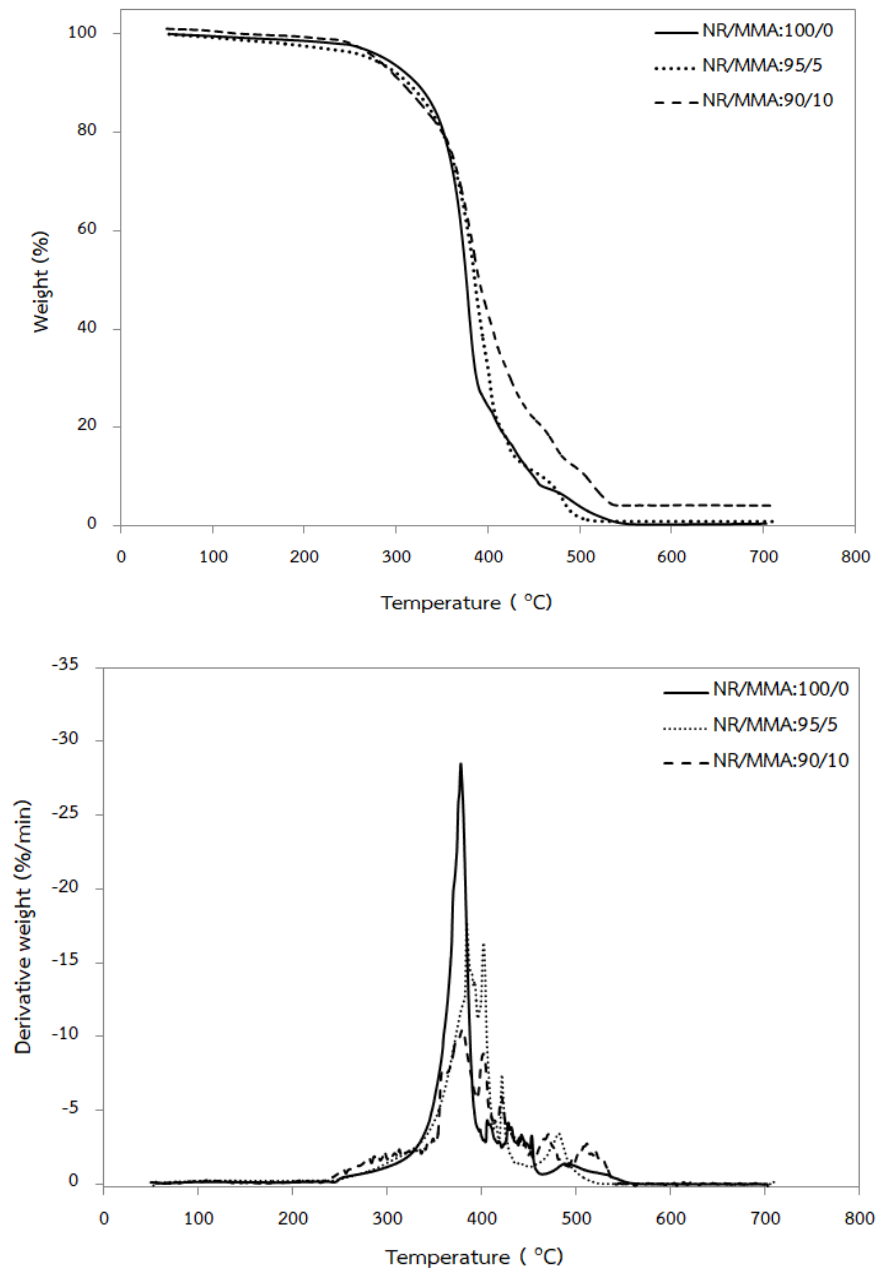 100
80
60
40
20
0
Weight (%)
NR/MMA:100/0
NR/MMA:95/5
NR/MMA:90/10
0 100 200 300 400 500 600 700 800
Temperature ( °C)
-35
-30
-25
-20
-15
-10
-5
0
Derivative weight (%/min)
NR/MMA:100/0
NR/MMA:95/5
NR/MMA:90/10
0 100 200 300 400 500 600 700 800
Temperature ( °C)